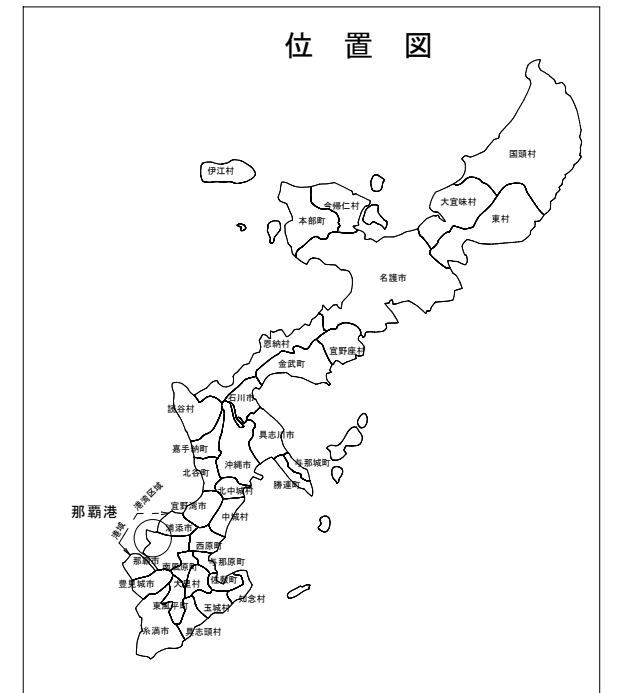 位置図
国頭村
伊江村
大宜味村
今帰仁村
東村
本部町
名護市
恩納村
宜野座村
金武町
石川市
読谷村
具志川市
嘉手納町
与那城町
沖縄市
北谷町
勝連町
北中城村
港湾区域
宜野湾市
那覇港
中城村
浦添市
港域
西原町
那覇市
与那原町
南風原町
佐敷町
豊見城市
大里村
知念村
東風平町
玉城村
糸満市
具志頭村